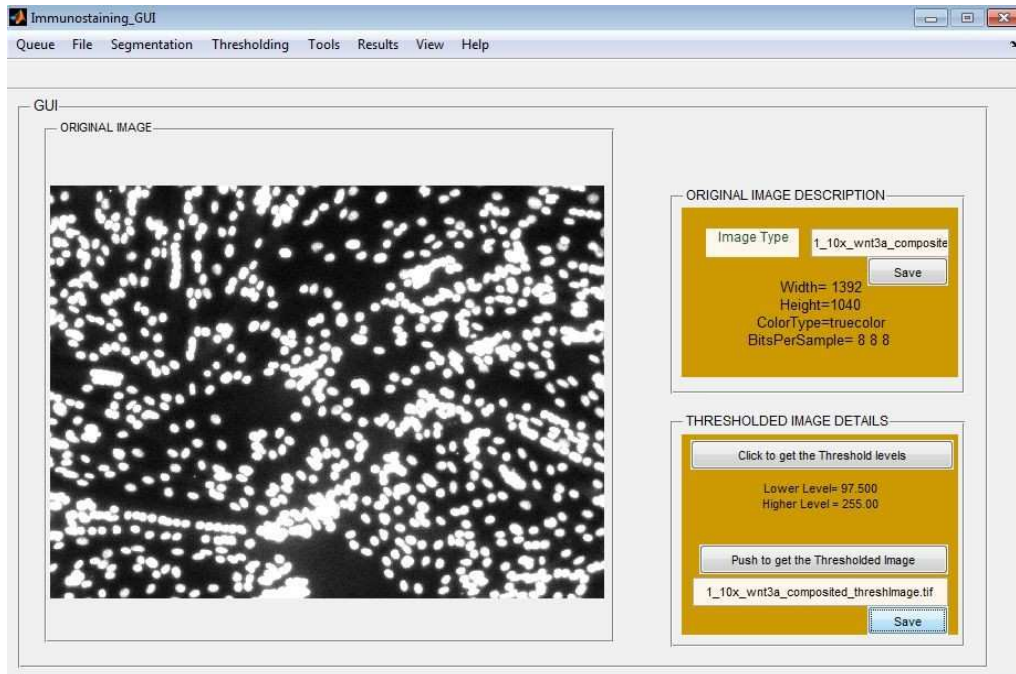 Immunostaining_GUI
Queue File Segmentation Thresholding Tools Results View Help
GUI
ORIGINAL IMAGE
ORIGINAL IMAGE DESCRIPTION
Image Type
1_10x_wnt3a_composite
Save
Width= 1392
Height=1040
ColorType=truecolor
BitsPerSample= 8 8 8
THRESHOLDED IMAGE DETAILS
Click to get the Threshold levels
Lower Level= 97.500
Higher Level = 255.00
Push to get the Thresholded Image
1_10x_wnt3a_composited_threshImage.tif
Save